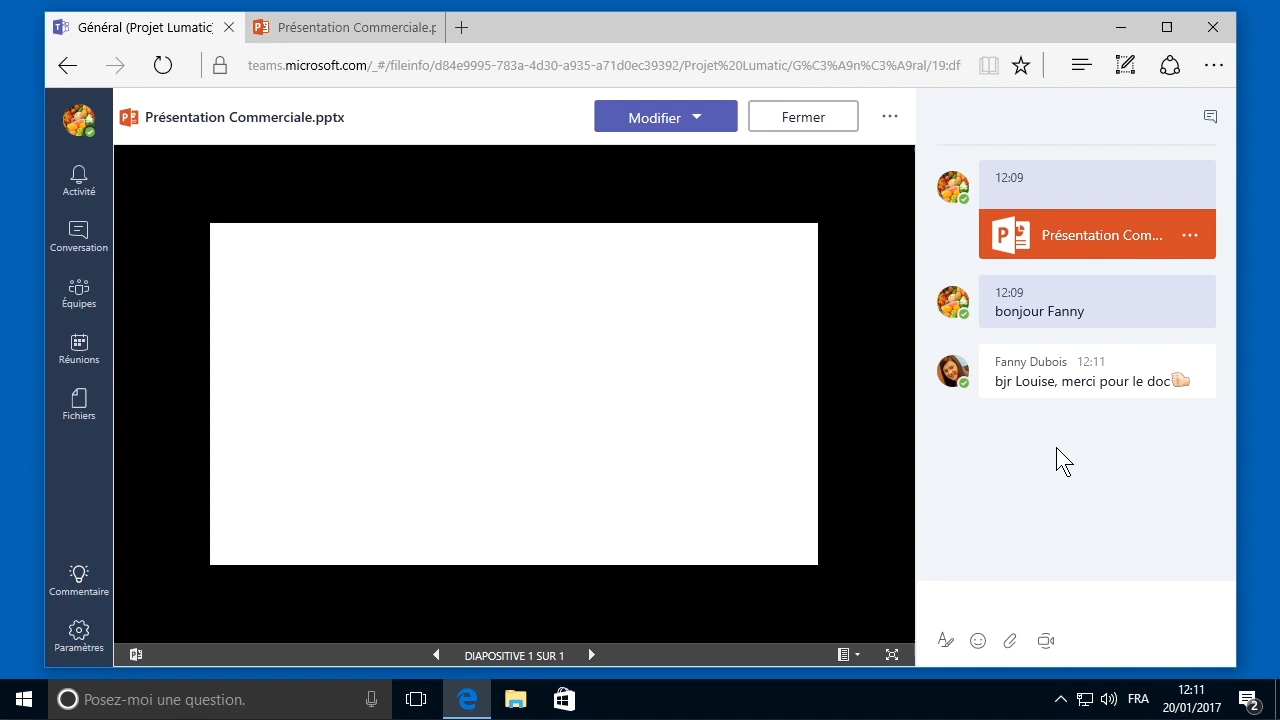 Général (Projet Lumatic
Présentation Commerciale.p
teams.microsoft.com/_#/fileinfo/d84e9995-783a-4d30-a935-a71d0ec39392/Projet%20Lumatic/G%C3%A9n%C3%A9ral/19:df
Présentation Commerciale.pptx
Modifier
Fermer
Activité
Conversation
Équipes
Réunions
Fichiers
Commentaire
Paramètres
12:09
Présentation Com...
12:09
bonjour Fanny
Fanny Dubois 12:11
bjr Louise, merci pour le doc
DIAPOSITIVE 1 SUR 1
Posez-moi une question.
FRA
12:11
20/01/2017
2